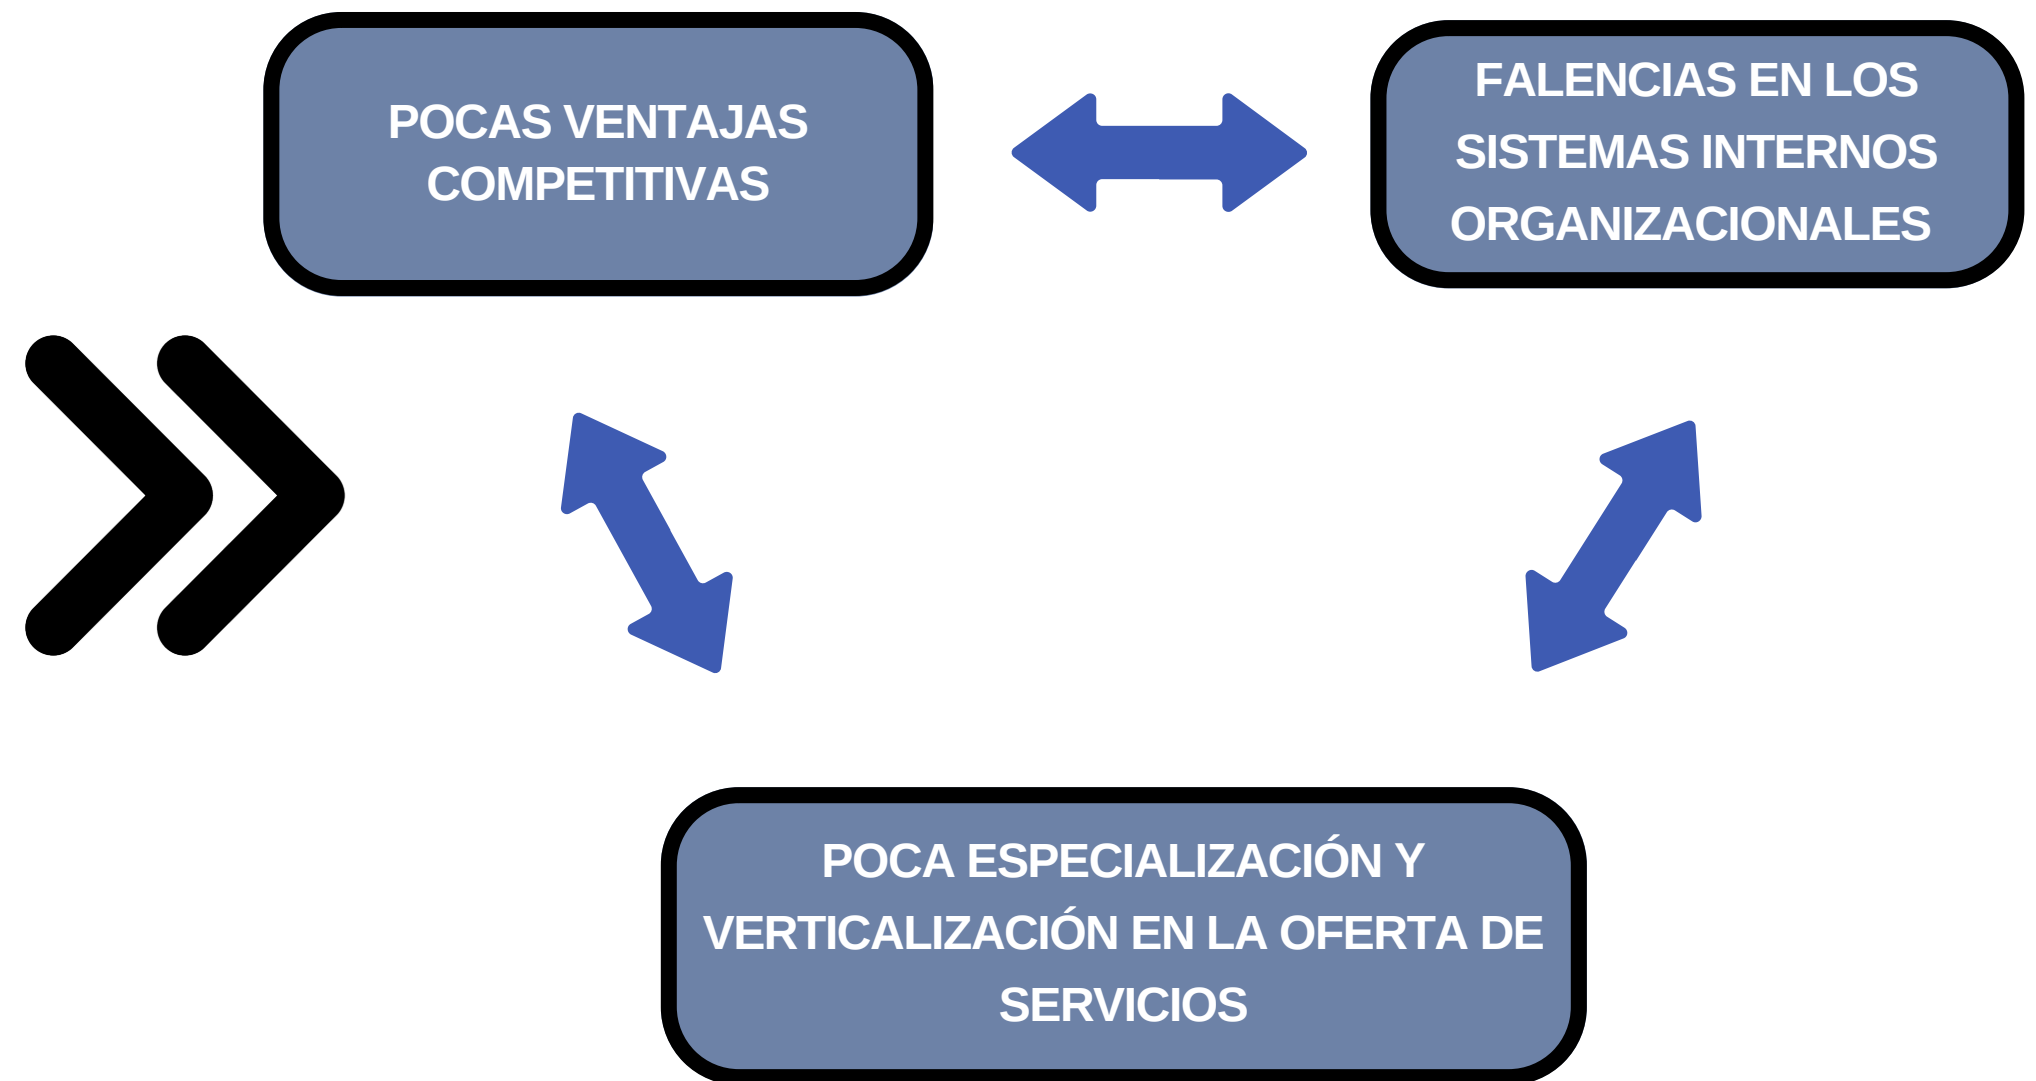 POCAS VENTAJAS
COMPETITIVAS
FALENCIAS EN LOS
SISTEMAS INTERNOS
ORGANIZACIONALES
POCA ESPECIALIZACIÓN Y
VERTICALIZACIÓN EN LA OFERTA DE
SERVICIOS